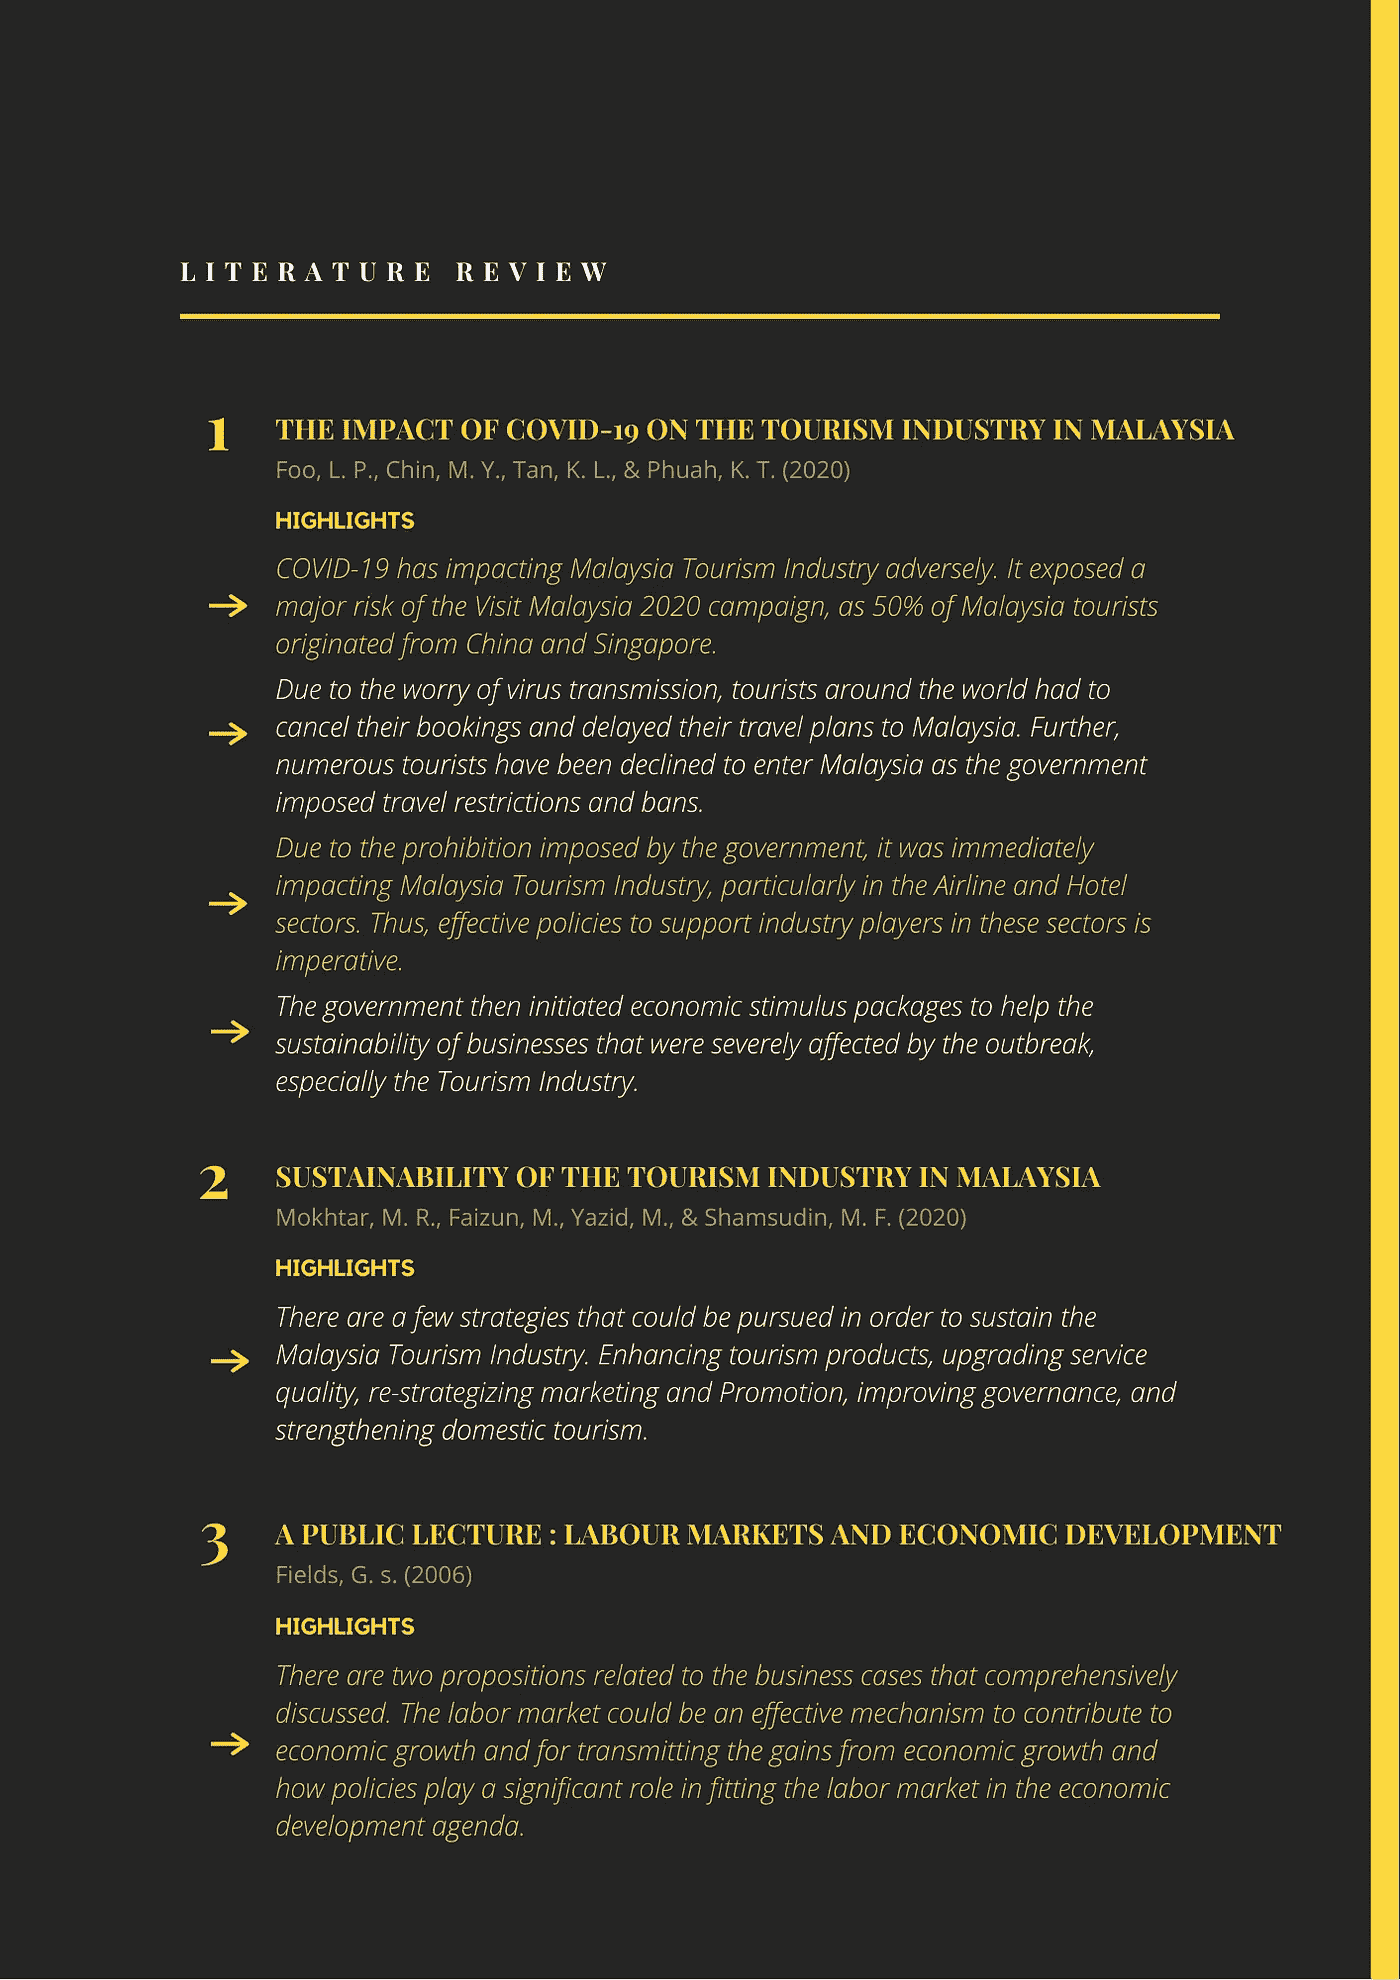 LITERATURE REVIEW
1 THE IMPACT OF COVID-19 ON THE TOURISM INDUSTRY IN MALAYSIA
Foo, L. P., Chin, M. Y., Tan, K. L., & Phuah, K. T. (2020)
HIGHLIGHTS
COVID-19 has impacting Malaysia Tourism Industry adversely. It exposed a
→ major risk of the Visit Malaysia 2020 campaign, as 50% of Malaysia tourists
originated from China and Singapore.
Due to the worry of virus transmission, tourists around the world had to
→ cancel their bookings and delayed their travel plans to Malaysia. Further,
numerous tourists have been declined to enter Malaysia as the government
imposed travel restrictions and bans.
Due to the prohibition imposed by the government, it was immediately
impacting Malaysia Tourism Industry, particularly in the Airline and Hotel
→ sectors. Thus, effective policies to support industry players in these sectors is
imperative.
The government then initiated economic stimulus packages to help the
→ sustainability of businesses that were severely affected by the outbreak,
especially the Tourism Industry.
2 SUSTAINABILITY OF THE TOURISM INDUSTRY IN MALAYSIA
Mokhtar, M. R., Faizun, M., Yazid, M., & Shamsudin, M. F. (2020)
HIGHLIGHTS
There are a few strategies that could be pursued in order to sustain the
→ Malaysia Tourism Industry. Enhancing tourism products, upgrading service
quality, re-strategizing marketing and Promotion, improving governance, and
strengthening domestic tourism.
3 A PUBLIC LECTURE : LABOUR MARKETS AND ECONOMIC DEVELOPMENT
Fields, G. s. (2006)
HIGHLIGHTS
There are two propositions related to the business cases that comprehensively
discussed. The labor market could be an effective mechanism to contribute to
→ economic growth and for transmitting the gains from economic growth and
how policies play a significant role in fitting the labor market in the economic
development agenda.